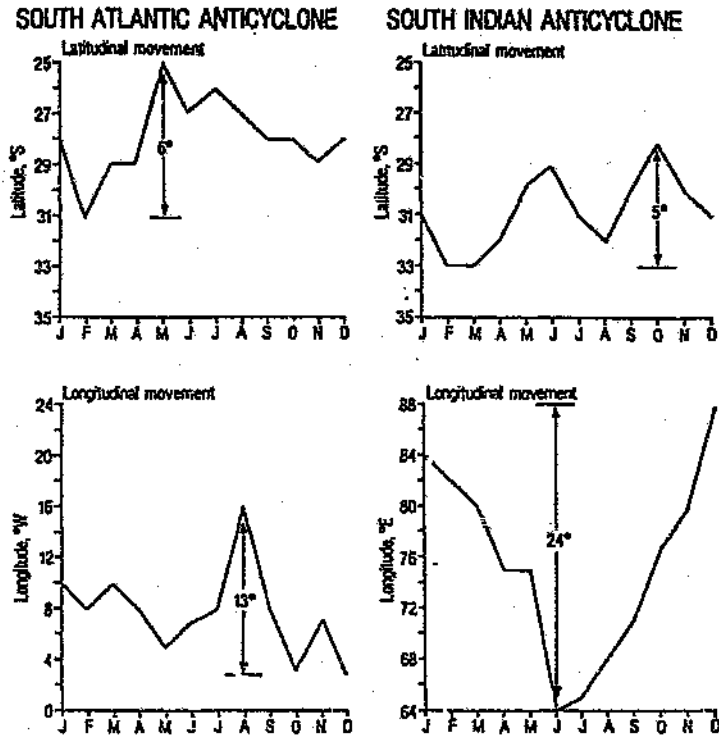 SOUTH ATLANTIC ANTICYCLONE
Latitudinal movement
25
27
29
31
33
35
Latitude, °S
6°
J F M A M J J A S O N D
SOUTH INDIAN ANTICYCLONE
Latitudinal movement
25
27
29
31
33
35
Latitude, °S
5°
J F M A M J J A S O N D
Longitudinal movement
24
20
16
12
8
4
0
Longitude, °W
13°
J F M A M J J A S O N D
Longitudinal movement
88
84
80
76
72
68
64
Longitude, °E
24°
J F M A M J J A S O N D